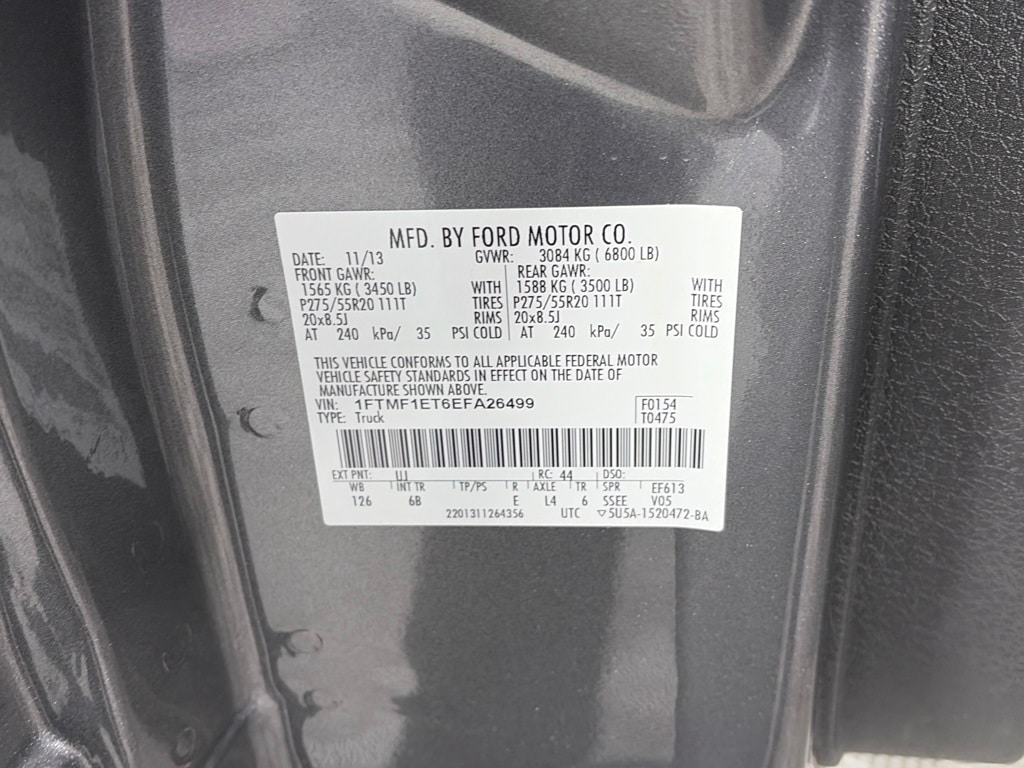 MFD. BY FORD MOTOR CO.
DATE: 11/13 GVWR: 3084 KG ( 6800 LB)
FRONT GAWR: REAR GAWR:
1565 KG ( 3450 LB) WITH 1588 KG ( 3500 LB) WITH
P275/55R20 111T TIRES P275/55R20 111T TIRES
20x8.5J RIMS 20x8.5J RIMS
AT 240 kPa/ 35 PSI COLD AT 240 kPa/ 35 PSI COLD
THIS VEHICLE CONFORMS TO ALL APPLICABLE FEDERAL MOTOR
VEHICLE SAFETY STANDARDS IN EFFECT ON THE DATE OF
MANUFACTURE SHOWN ABOVE.
VIN: 1FTMF1ET6EFA26499 F0154
TYPE: Truck T0475
EXT PNT: UJ RC: 44 DSO:
WB INT TR TP/PS R AXLE TR SPR EF613
126 6B E L4 6 SSEE V05
2201311264356 UTC ▽5U5A-1520472-BA